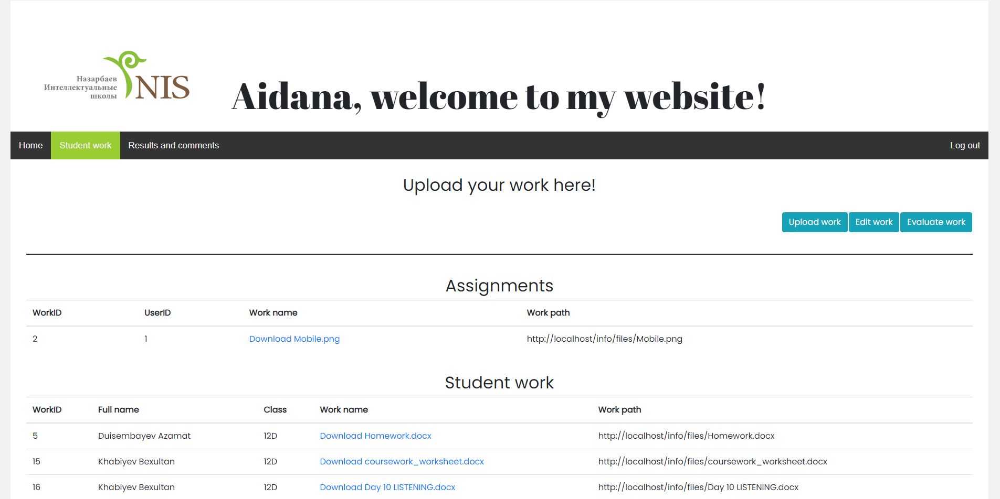 Назарбаев
Интеллектуальные
школы
NIS
Aidana, welcome to my website!
Home Student work Results and comments Log out
Upload your work here!
Upload work Edit work Evaluate work
Assignments
WorkID UserID Work name Work path
2 1 Download Mobile.png http://localhost/info/files/Mobile.png
Student work
WorkID Full name Class Work name Work path
5 Duisembayev Azamat 12D Download Homework.docx http://localhost/info/files/Homework.docx
15 Khabiyev Bexultan 12D Download coursework_worksheet.docx http://localhost/info/files/coursework_worksheet.docx
16 Khabiyev Bexultan 12D Download Day 10 LISTENING.docx http://localhost/info/files/Day 10 LISTENING.docx